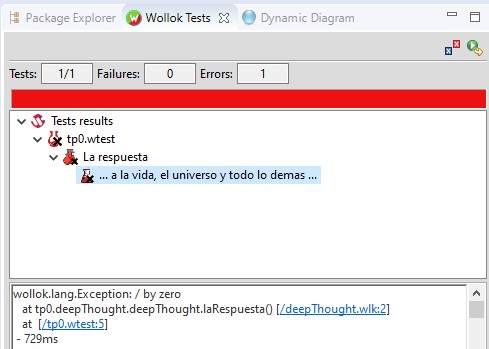 Package Explorer Wollok Tests Dynamic Diagram
Tests: 1/1 Failures: 0 Errors: 1
Tests results
tp0.wtest
La respuesta
... a la vida, el universo y todo lo demas ...
wollok.lang.Exception: / by zero
at tp0.deepThought.deepThought.laRespuesta() [/deepThought.wlk:2]
at [/tp0.wtest:5]
- 729ms